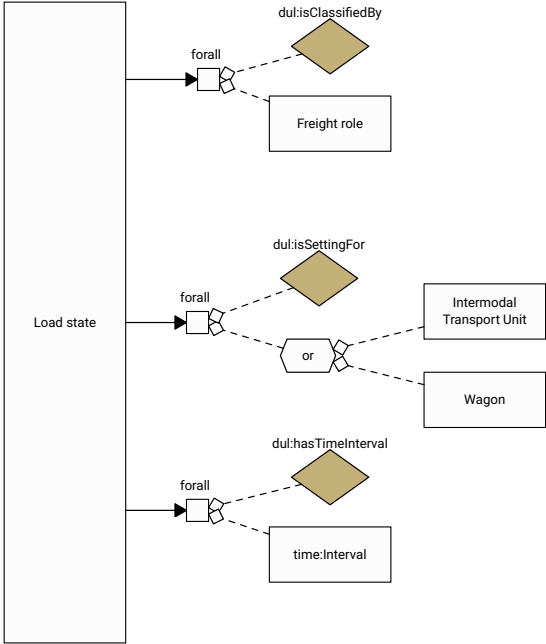 dul:isClassifiedBy
forall
Freight role
dul:isSettingFor
forall
Intermodal
Transport Unit
Load state
or
Wagon
dul:hasTimeInterval
forall
time:Interval